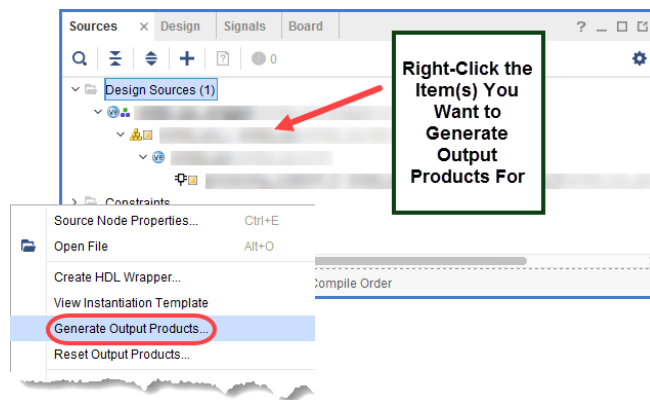 Sources × Design Signals Board ? _
0
Design Sources (1)
Constraints
Right-Click the
Item(s) You
Want to
Generate
Output
Products For
Compile Order
Source Node Properties... Ctrl+E
Open File Alt+O
Create HDL Wrapper...
View Instantiation Template
Generate Output Products...
Reset Output Products...